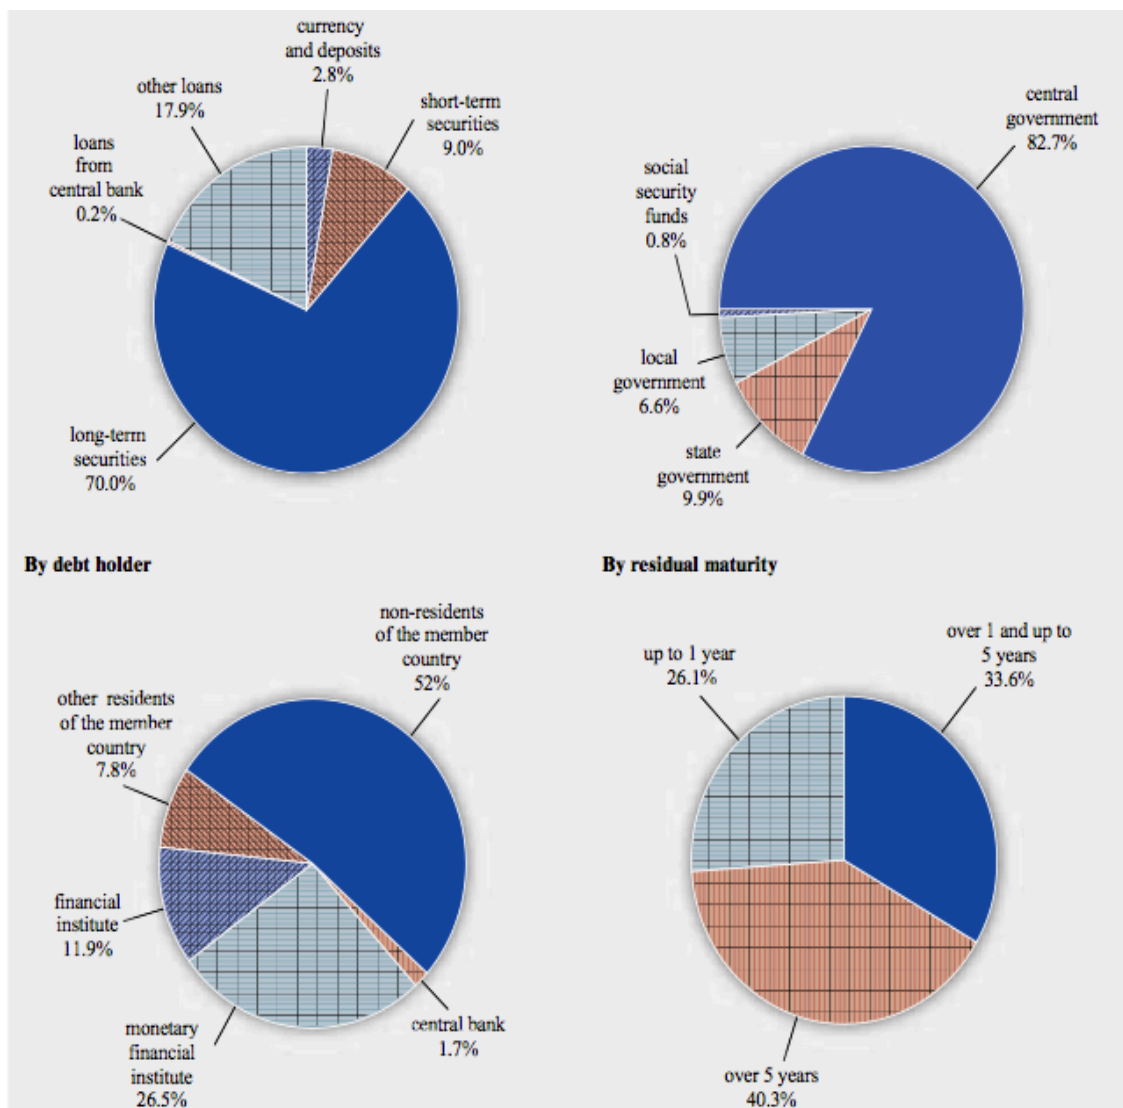 currency
and deposits
2.8%
other loans
17.9%
short-term
securities
9.0%
loans
from
central bank
0.2%
long-term
securities
70.0%
central
government
82.7%
social
security
funds
0.8%
local
government
6.6%
state
government
9.9%
By debt holder
non-residents
of the member
country
52%
other residents
of the member
country
7.8%
financial
institute
11.9%
monetary
financial
institute
26.5%
central bank
1.7%
By residual maturity
up to 1 year
26.1%
over 1 and up to
5 years
33.6%
over 5 years
40.3%